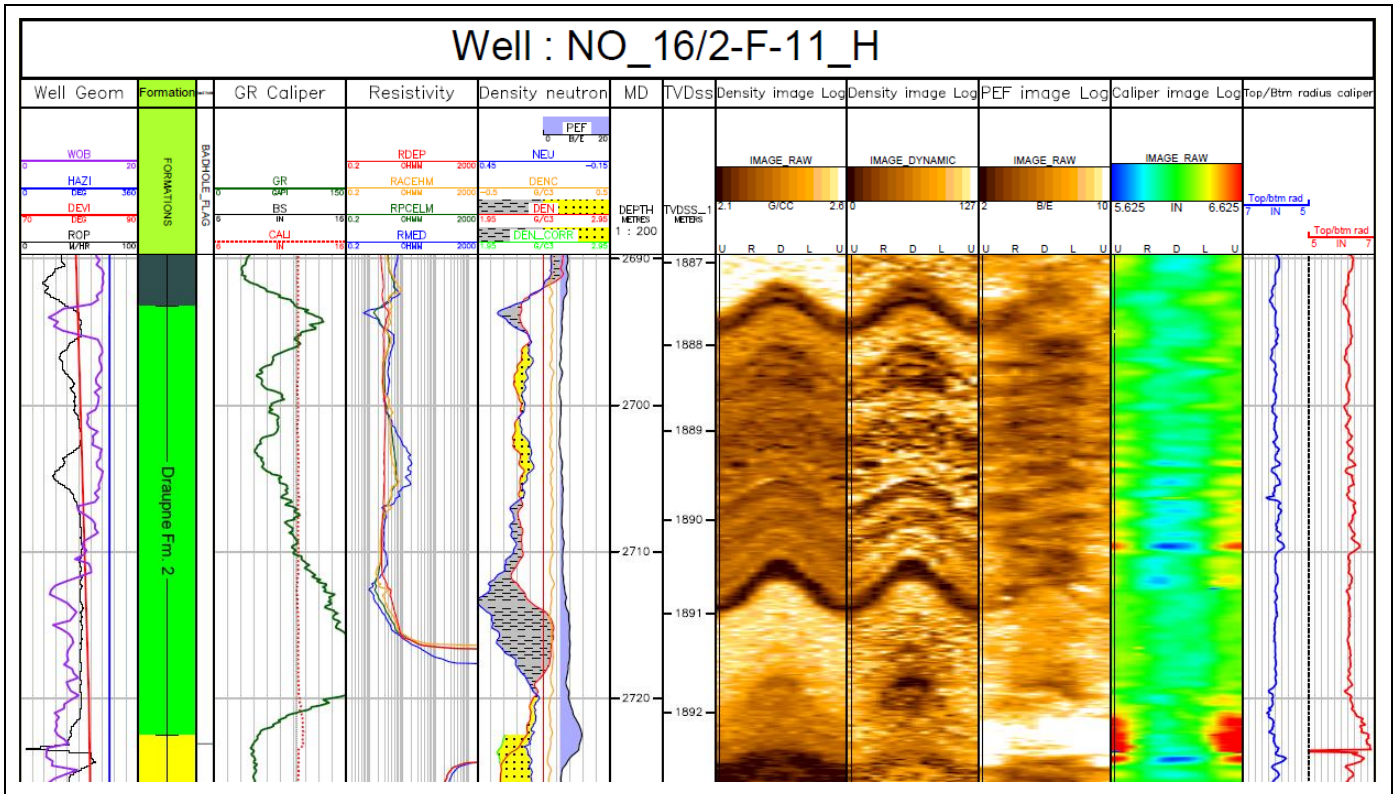 Well : NO_16/2-F-11_H
Well Geom
Formation
GR Caliper
Resistivity
Density neutron
MD
TVDss
Density image Log
Density image Log
PEF image Log
Caliper image Log
Top/Btm radius caliper
WOB
0 20
HAZI
0 DEG 360
DEVI
70 DEG 90
ROP
0 M/HR 100
FORMATIONS
BADHOLE_FLAG
GR
0 GAPI 150
BS
6 IN 16
CALI
6 IN 16
RDEP
0.2 OHMM 2000
RACEHM
0.2 OHMM 2000
RPCELM
0.2 OHMM 2000
RMED
0.2 OHMM 2000
PEF
0 B/E 20
NEU
0.45 -0.15
DENC
-0.5 G/C3 0.5
DEN
1.95 G/C3 2.95
DEN_CORR
1.95 G/C3 2.95
DEPTH
METRES
1 : 200
TVDSS_1
METERS
IMAGE_RAW
2.1 G/CC 2.6
U R D L U
IMAGE_DYNAMIC
0 127
U R D L U
IMAGE_RAW
2 B/E 10
U R D L U
IMAGE_RAW
5.625 IN 6.625
U R D L U
Top/btm rad
7 IN 5
Top/btm rad
5 IN 7
Draupne Fm. 2
2690
2700
2710
2720
1887
1888
1889
1890
1891
1892